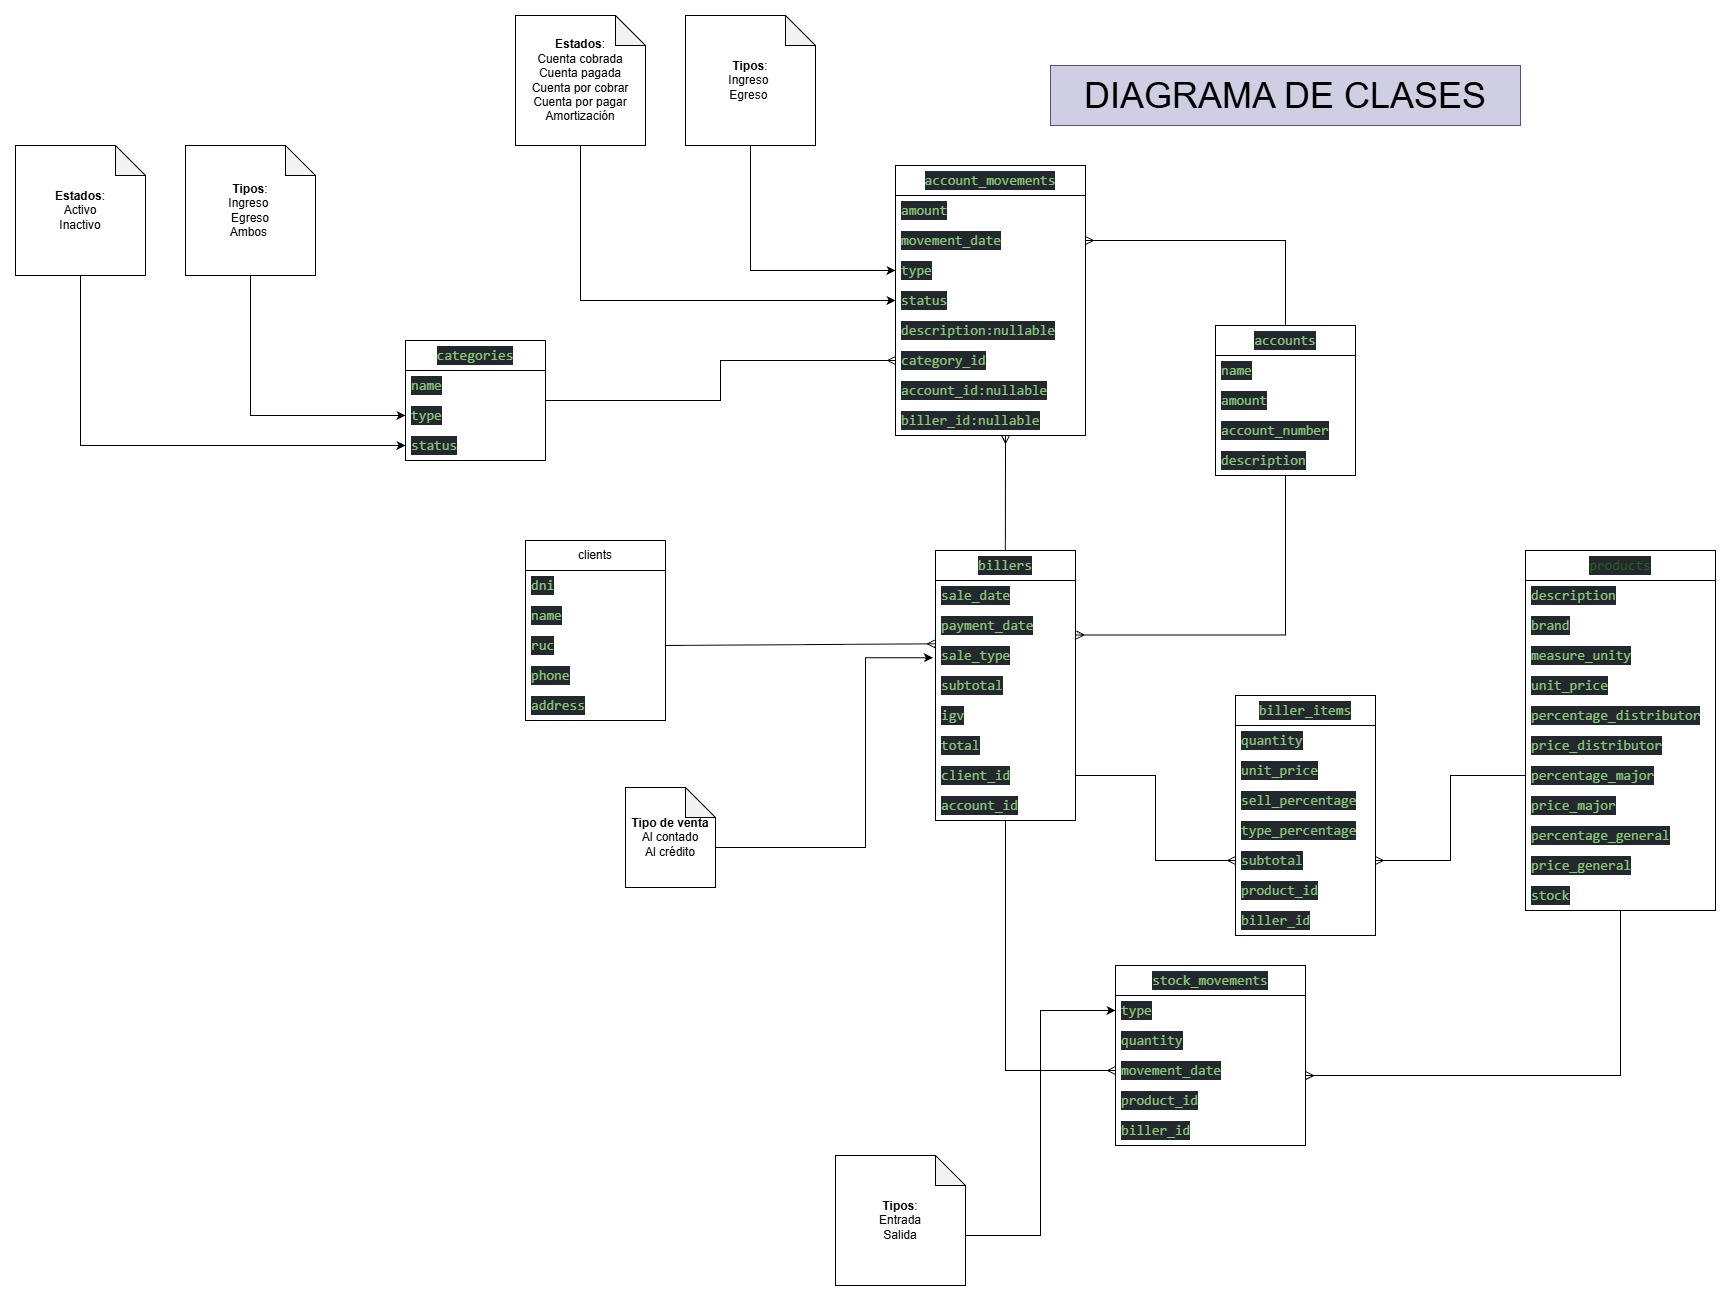 DIAGRAMA DE CLASES
Estados:
Cuenta cobrada
Cuenta pagada
Cuenta por cobrar
Cuenta por pagar
Amortización
Tipos:
Ingreso
Egreso
Estados:
Activo
Inactivo
Tipos:
Ingreso
Egreso
Ambos
account_movements
amount
movement_date
type
status
description:nullable
category_id
account_id:nullable
biller_id:nullable
categories
name
type
status
accounts
name
amount
account_number
description
clients
dni
name
ruc
phone
address
billers
sale_date
payment_date
sale_type
subtotal
igv
total
client_id
account_id
products
description
brand
measure_unity
unit_price
percentage_distributor
price_distributor
percentage_major
price_major
percentage_general
price_general
stock
biller_items
quantity
unit_price
sell_percentage
type_percentage
subtotal
product_id
biller_id
Tipo de venta
Al contado
Al crédito
stock_movements
type
quantity
movement_date
product_id
biller_id
Tipos:
Entrada
Salida